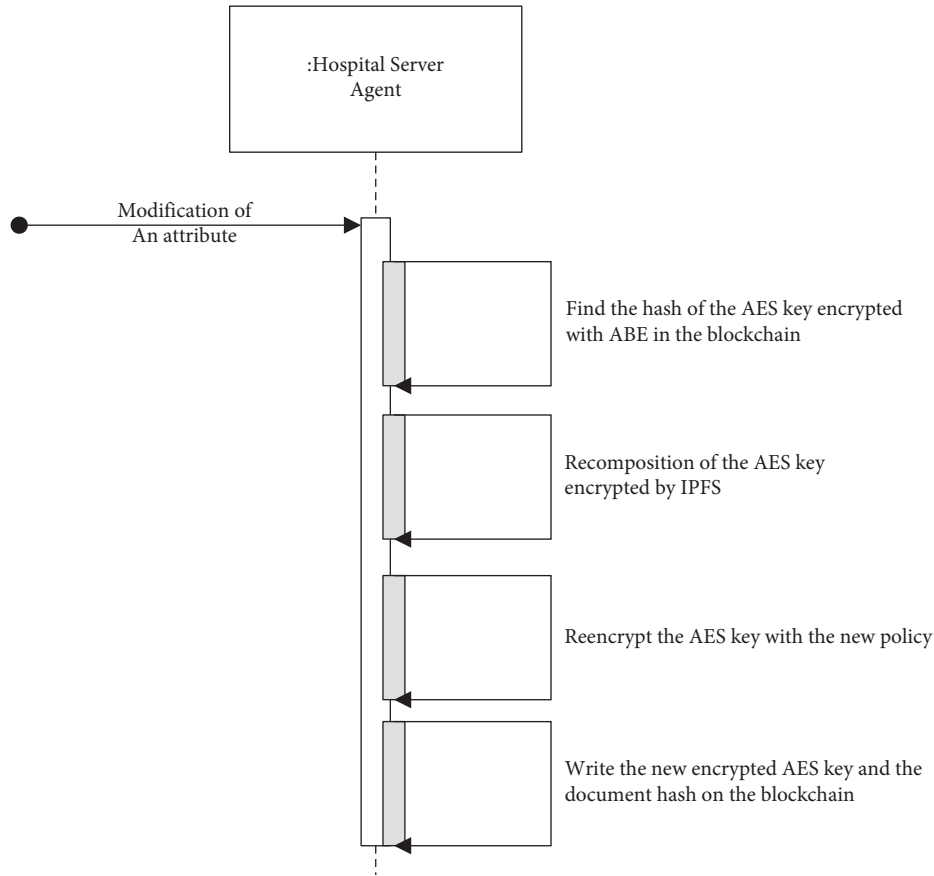 :Hospital Server
Agent
Modification of
An attribute
Find the hash of the AES key encrypted
with ABE in the blockchain
Recomposition of the AES key
encrypted by IPFS
Reencrypt the AES key with the new policy
Write the new encrypted AES key and the
document hash on the blockchain